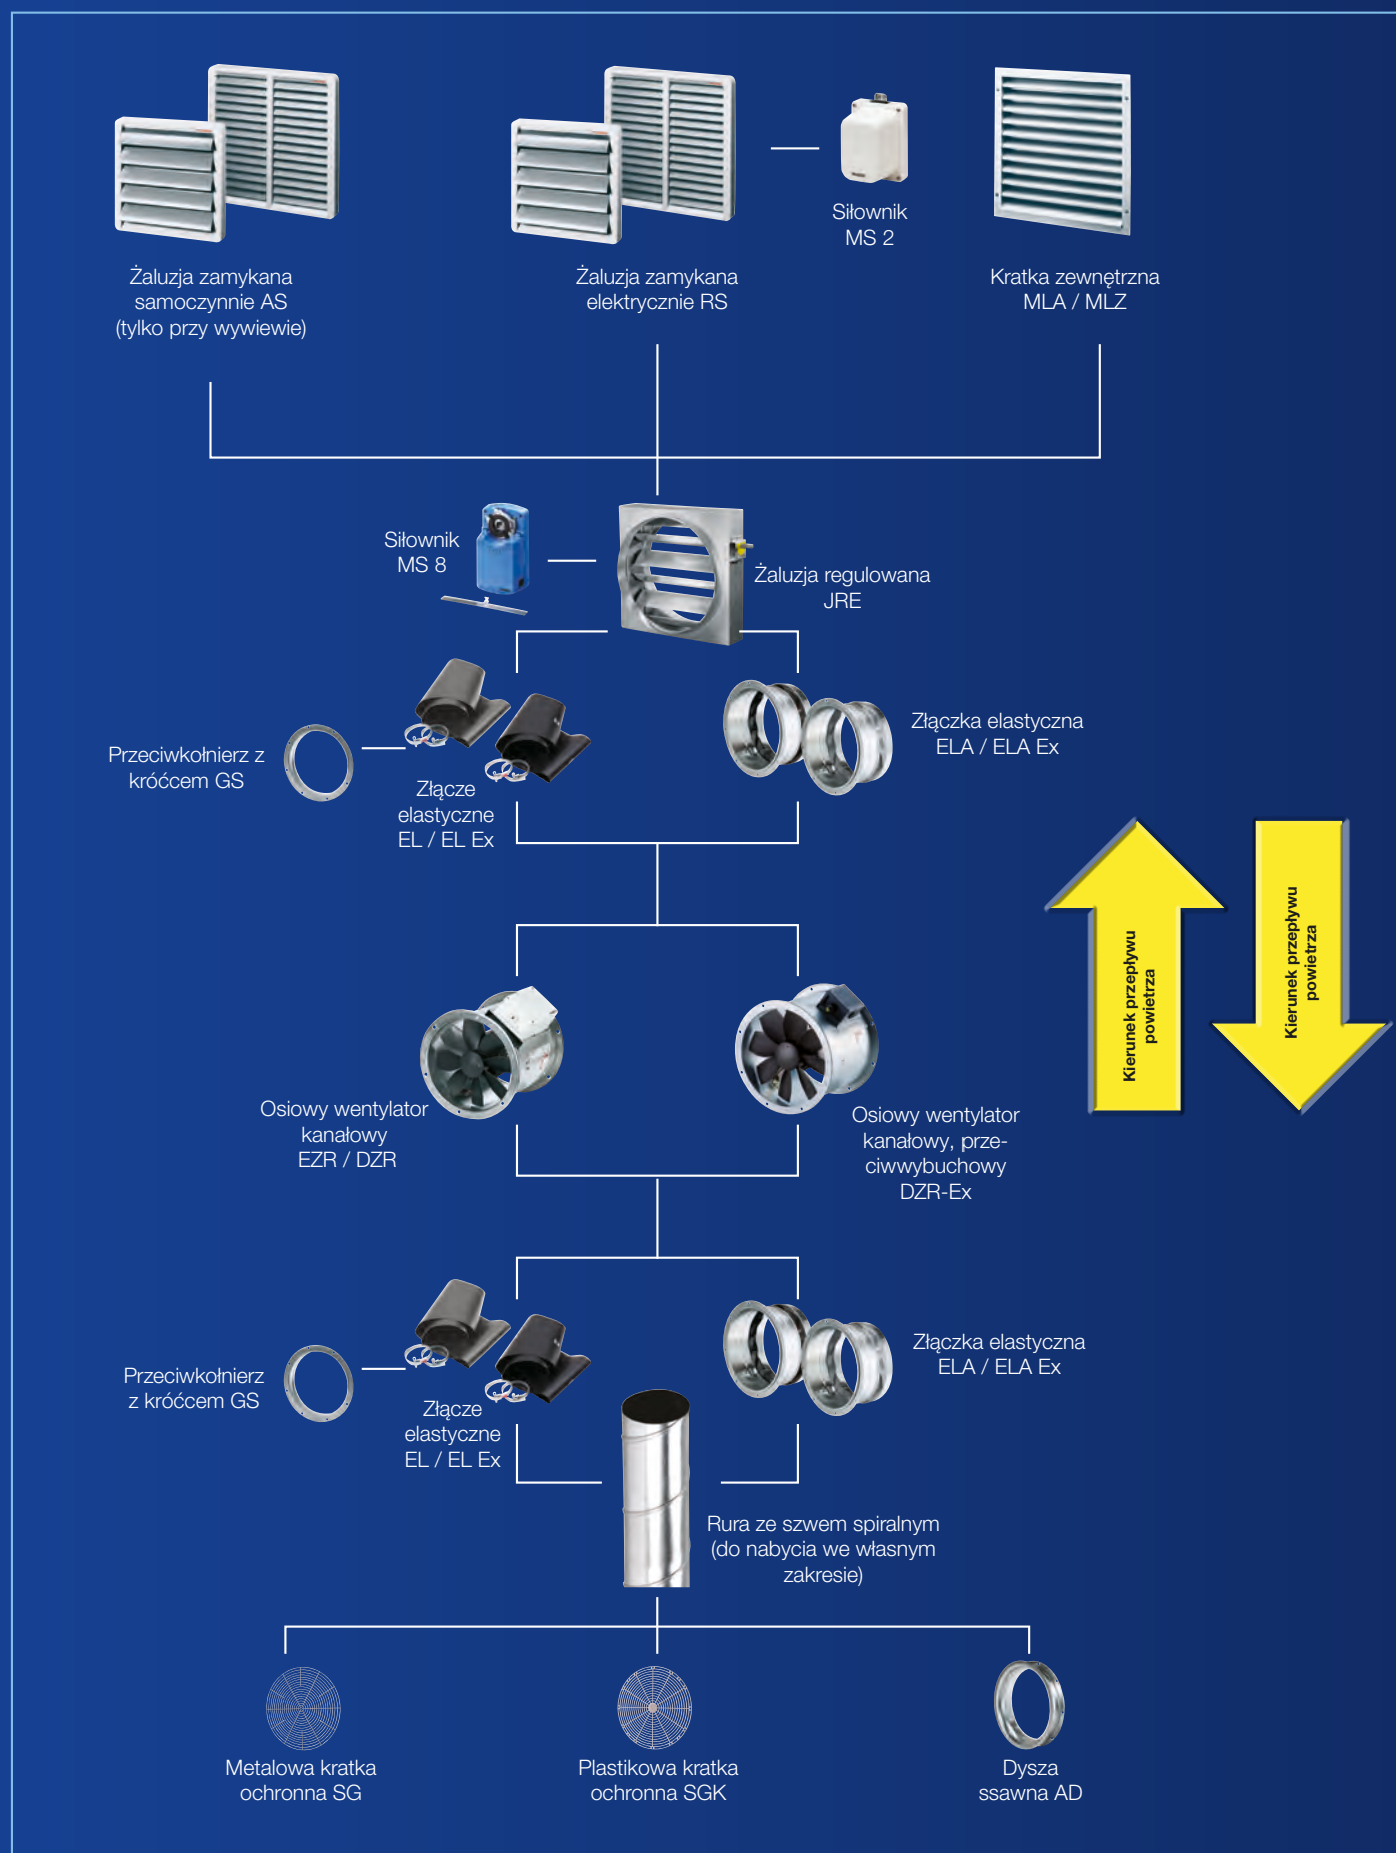 Siłownik
MS 2
Żaluzja zamykana
samoczynnie AS
(tylko przy wywiewie)
Żaluzja zamykana
elektrycznie RS
Kratka zewnętrzna
MLA / MLZ
Siłownik
MS 8
Żaluzja regulowana
JRE
Przeciwkołnierz z
króćcem GS
Złącze
elastyczne
EL / EL Ex
Złączka elastyczna
ELA / ELA Ex
Kierunek przepływu
powietrza
Kierunek przepływu
powietrza
Osiowy wentylator
kanałowy
EZR / DZR
Osiowy wentylator
kanałowy, prze-
ciwwybuchowy
DZR-Ex
Przeciwkołnierz
z króćcem GS
Złącze
elastyczne
EL / EL Ex
Złączka elastyczna
ELA / ELA Ex
Rura ze szwem spiralnym
(do nabycia we własnym
zakresie)
Metalowa kratka
ochronna SG
Plastikowa kratka
ochronna SGK
Dysza
ssawna AD